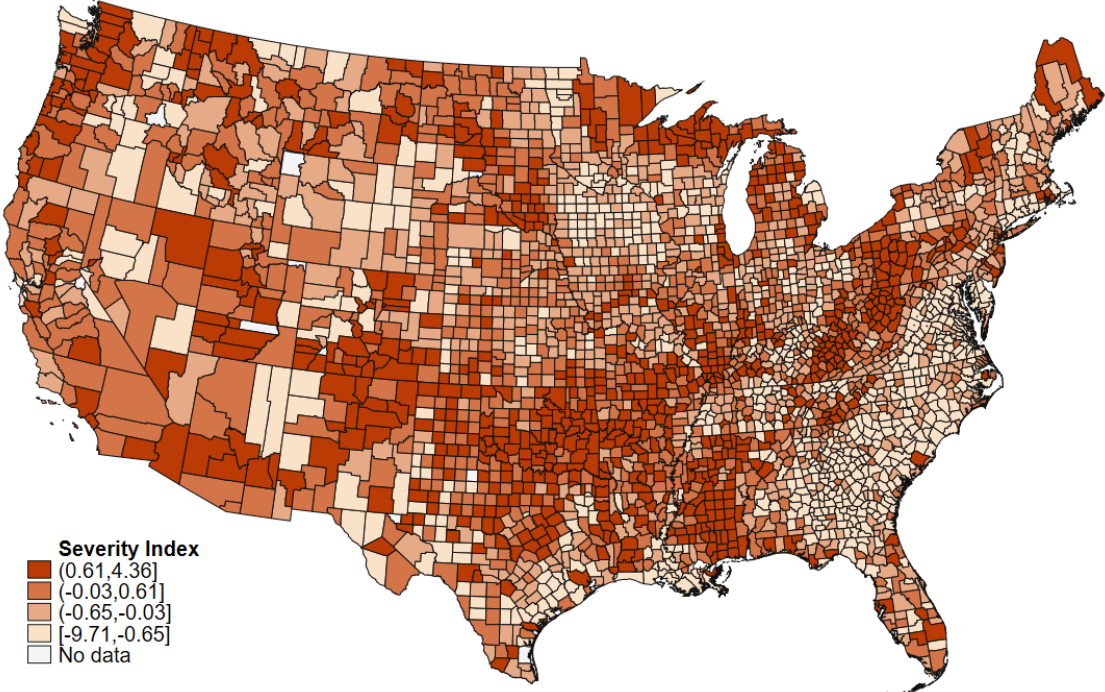 Severity Index
(0.61,4.36]
(-0.03,0.61]
(-0.65,-0.03]
[-9.71,-0.65]
No data